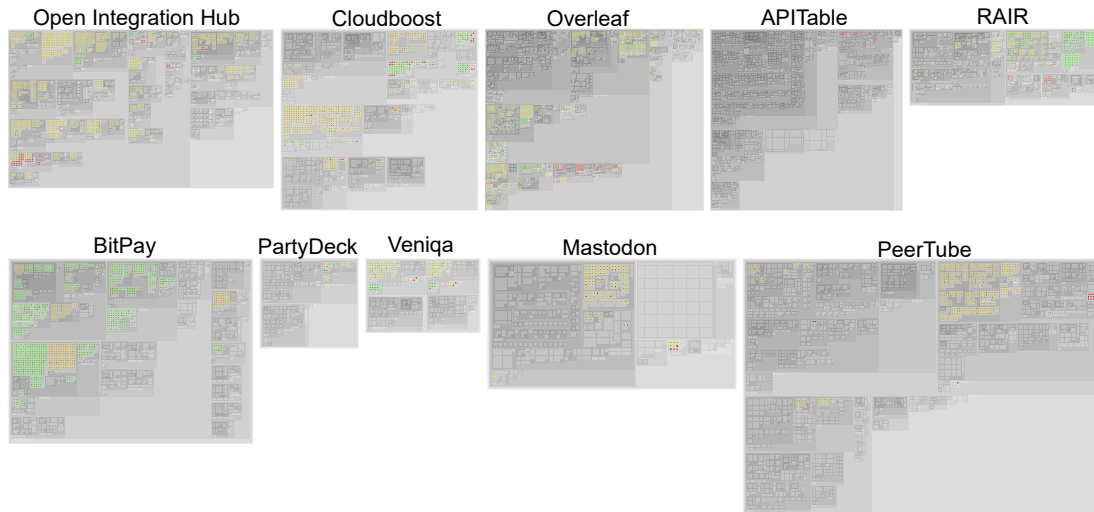 Open Integration Hub
Cloudboost
Overleaf
APITable
RAIR
BitPay
PartyDeck
Veniqa
Mastodon
PeerTube